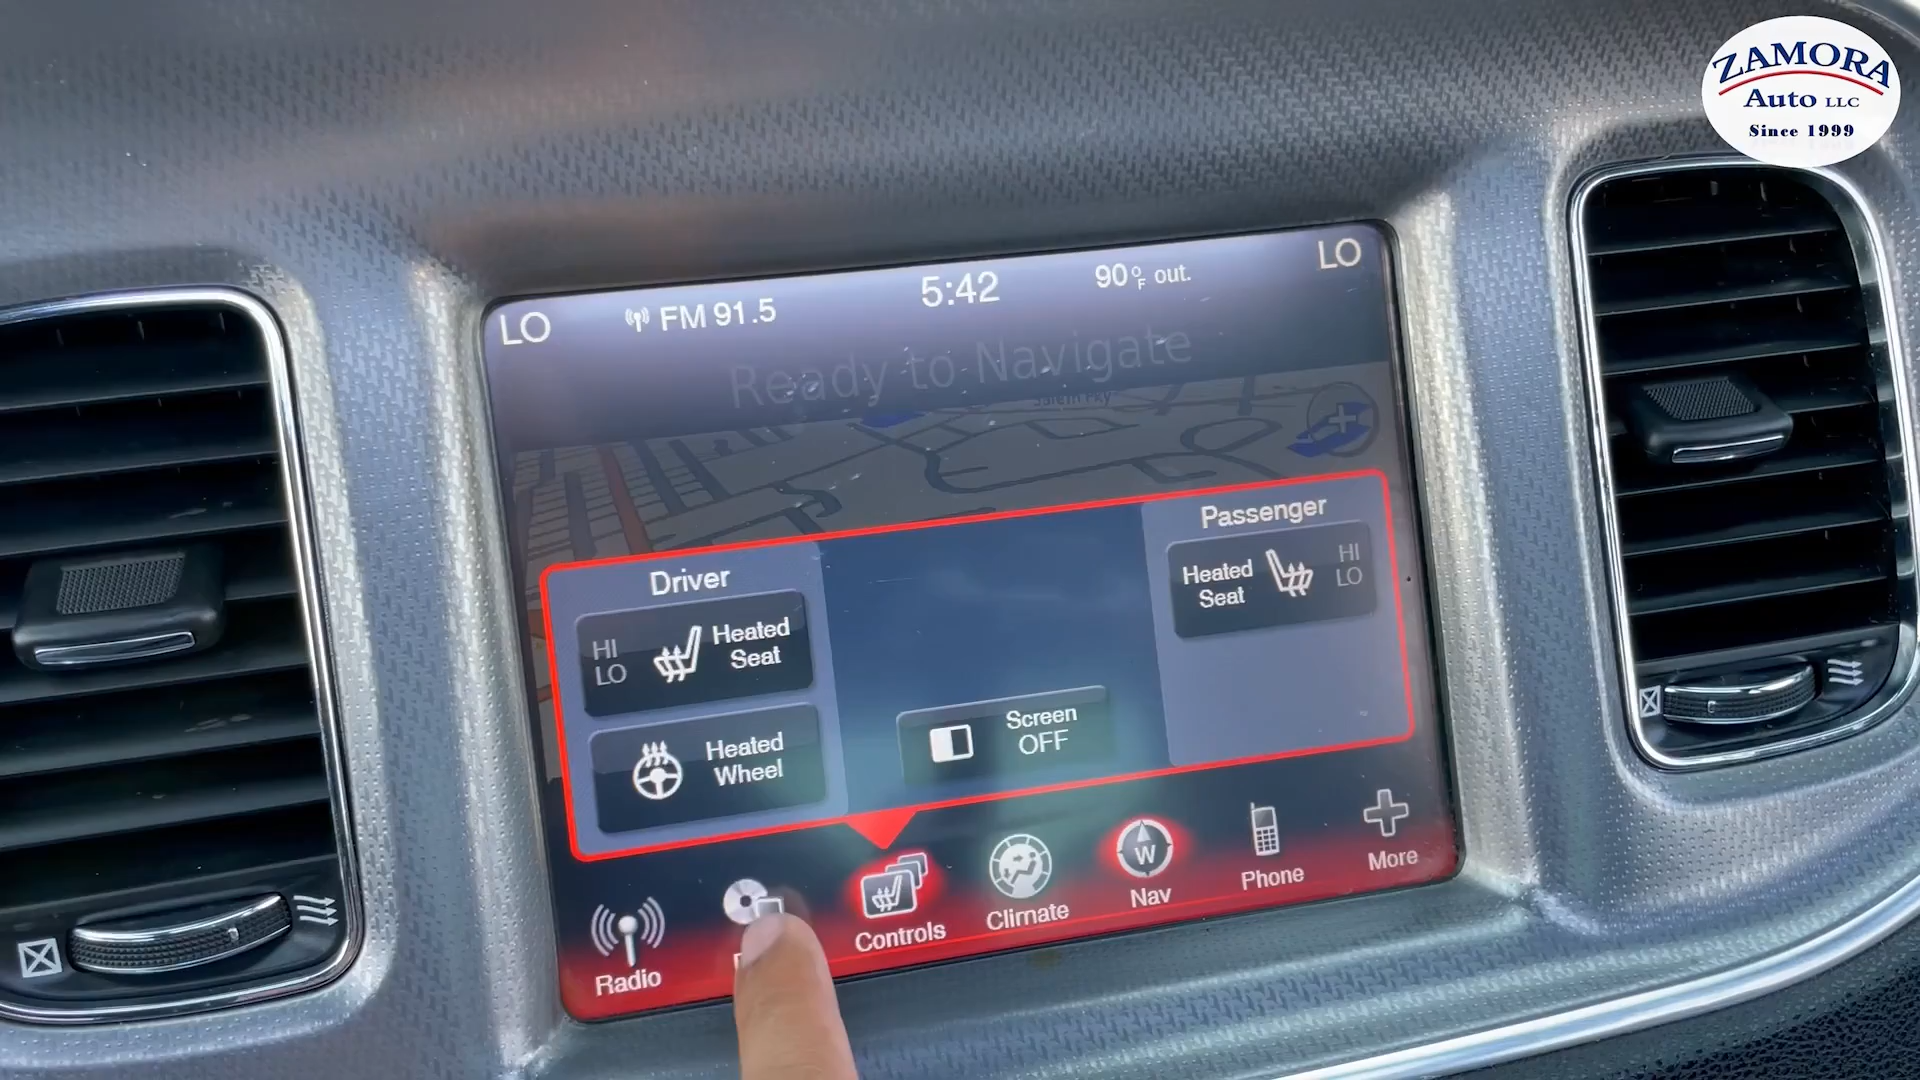 ZAMORA
Auto LLC
Since 1999
LO
FM 91.5
5:42
90°F out.
LO
Ready to Navigate
Driver
HI
LO
Heated
Seat
Heated
Wheel
Screen
OFF
Passenger
Heated
Seat
HI
LO
Radio
Controls
Climate
W
Nav
Phone
More